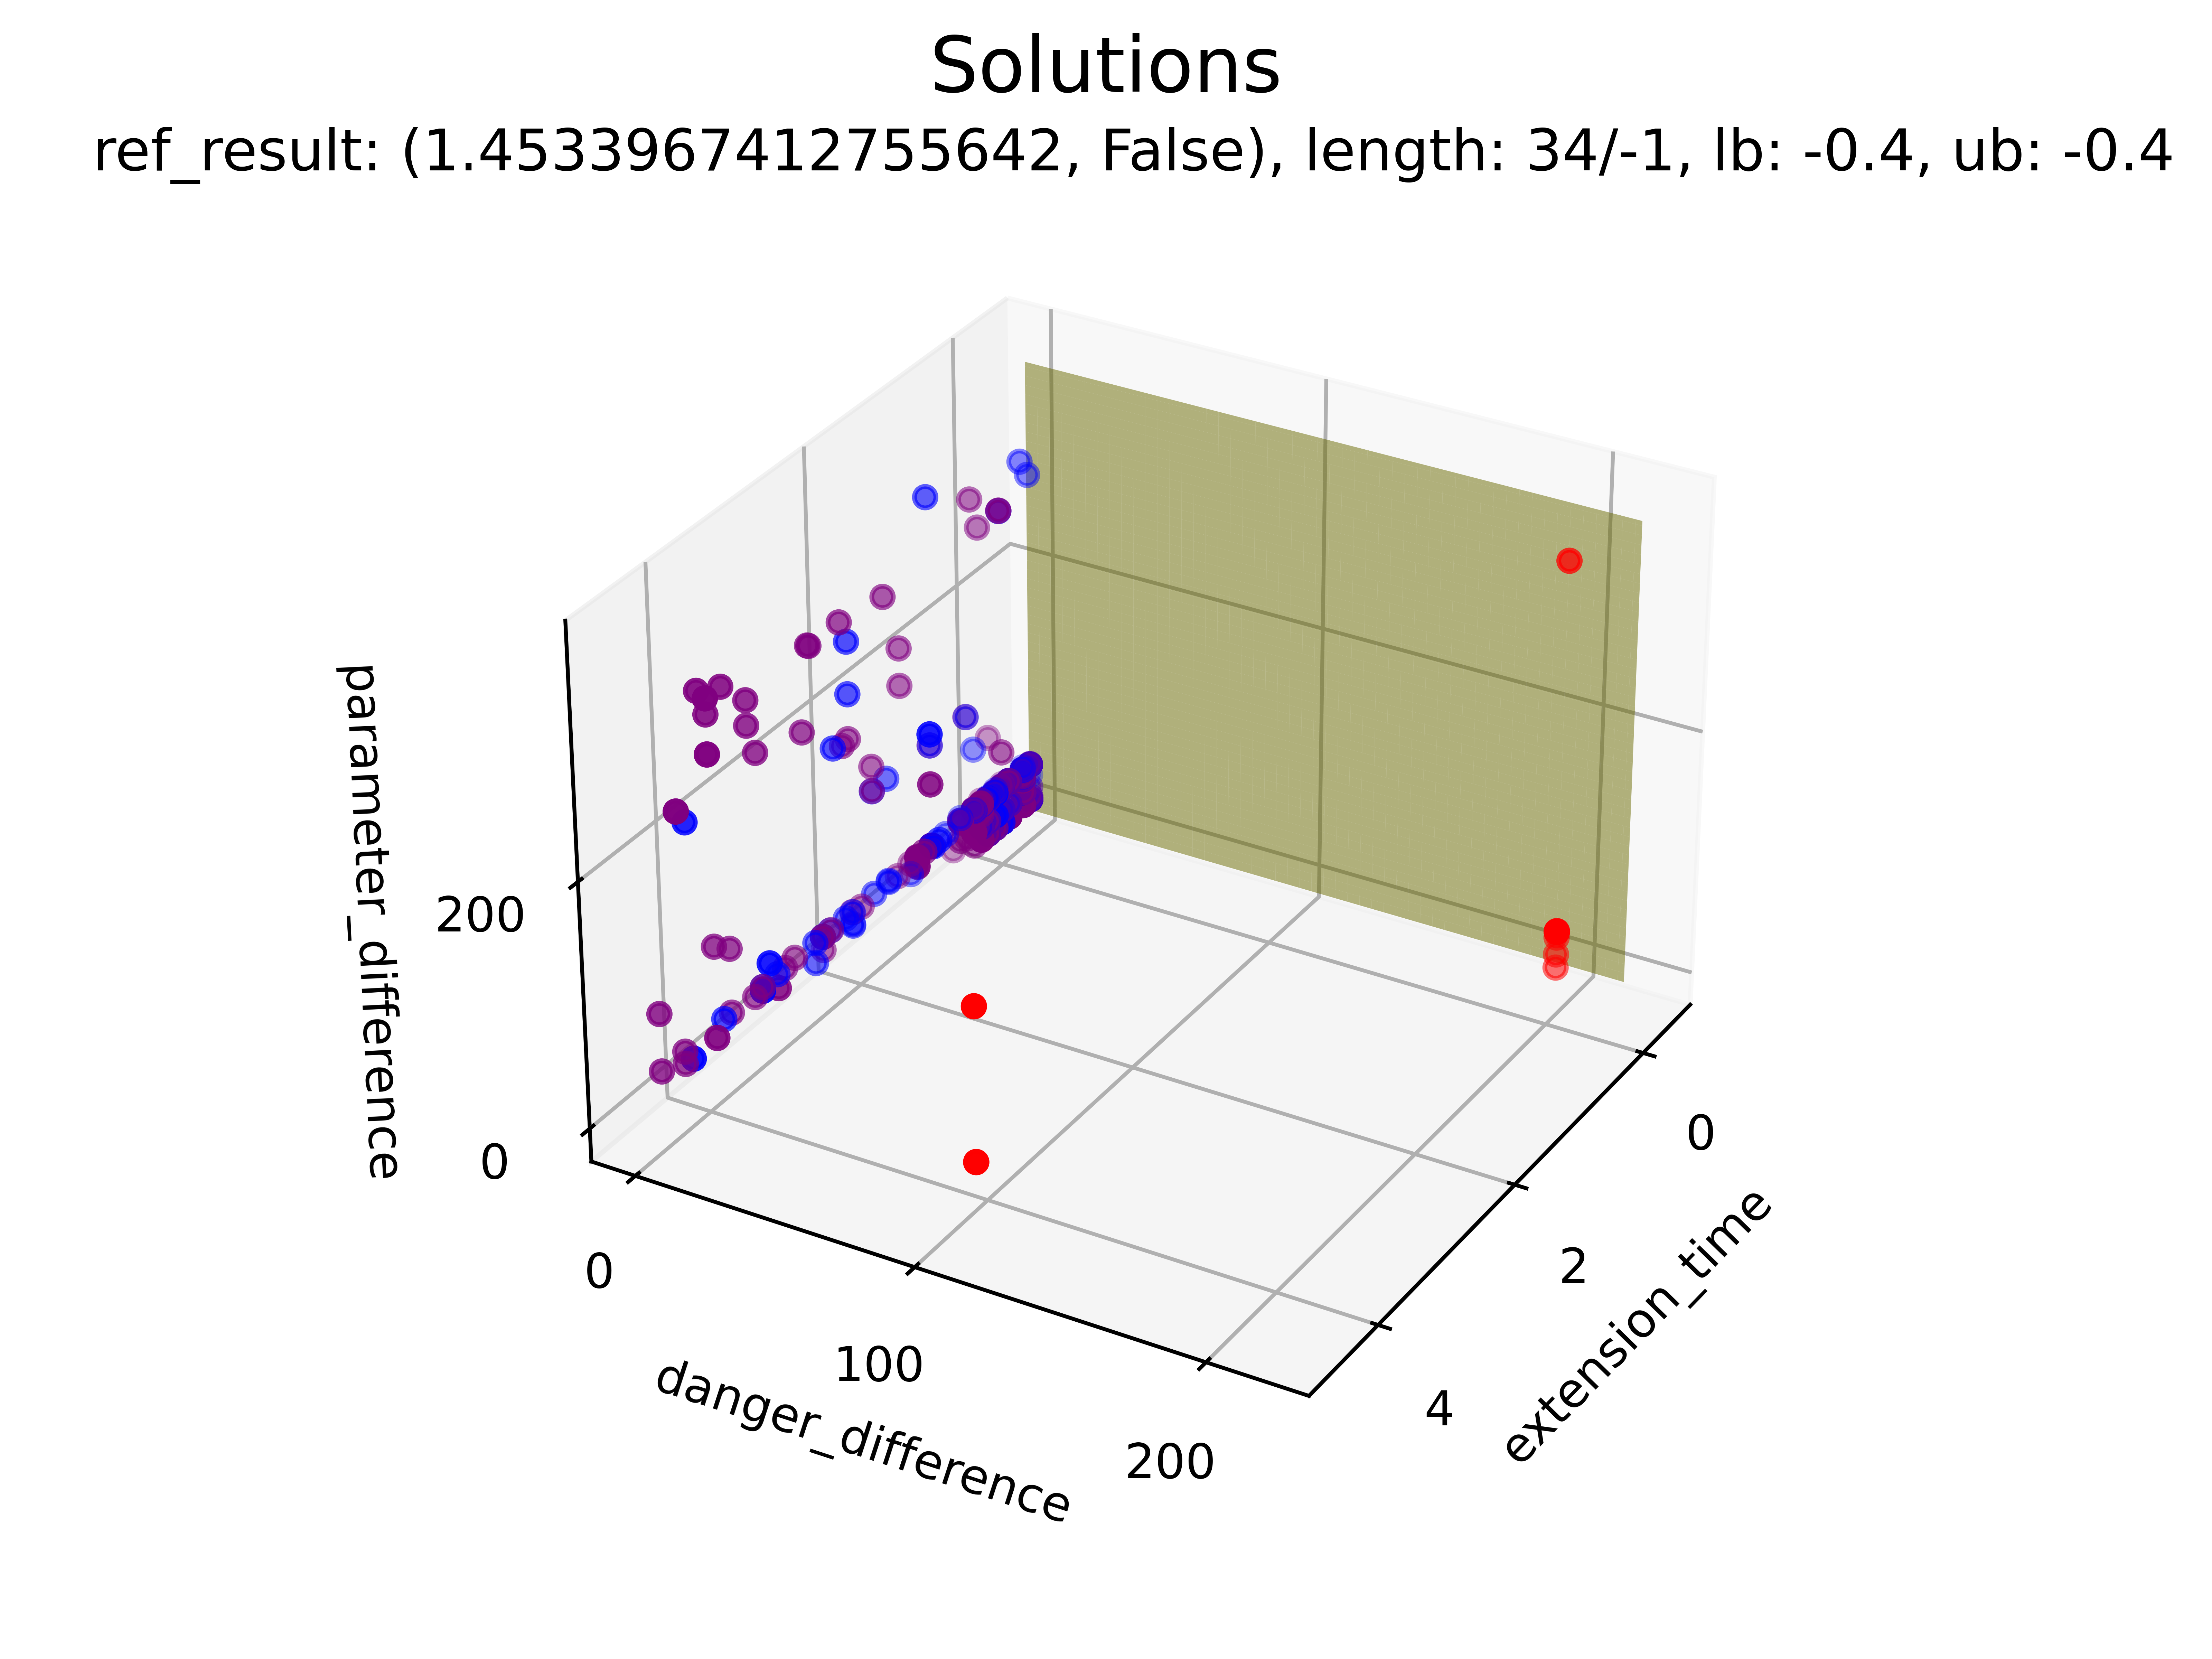 Solutions
ref_result: (1.4533967412755642, False), length: 34/-1, lb: -0.4, ub: -0.4
parameter_difference
200
0
0
100
200
danger_difference
0
2
4
extension_time